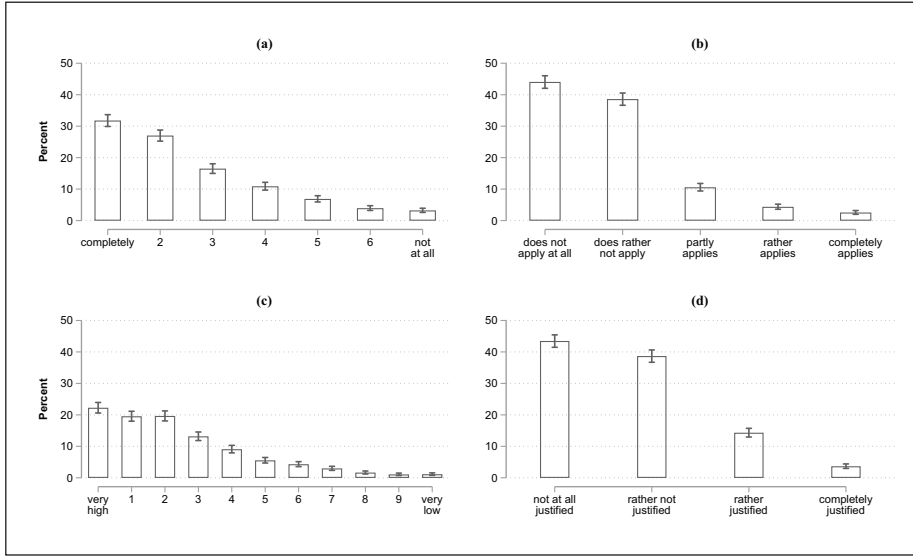 (a)
50
40
30
20
10
0
Percent
completely 2 3 4 5 6 not
at all
(b)
50
40
30
20
10
0
does not does rather partly rather completely
apply at all not apply applies applies applies
(c)
50
40
30
20
10
0
Percent
very 1 2 3 4 5 6 7 8 9 very
high low
(d)
50
40
30
20
10
0
not at all rather not rather completely
justified justified justified justified